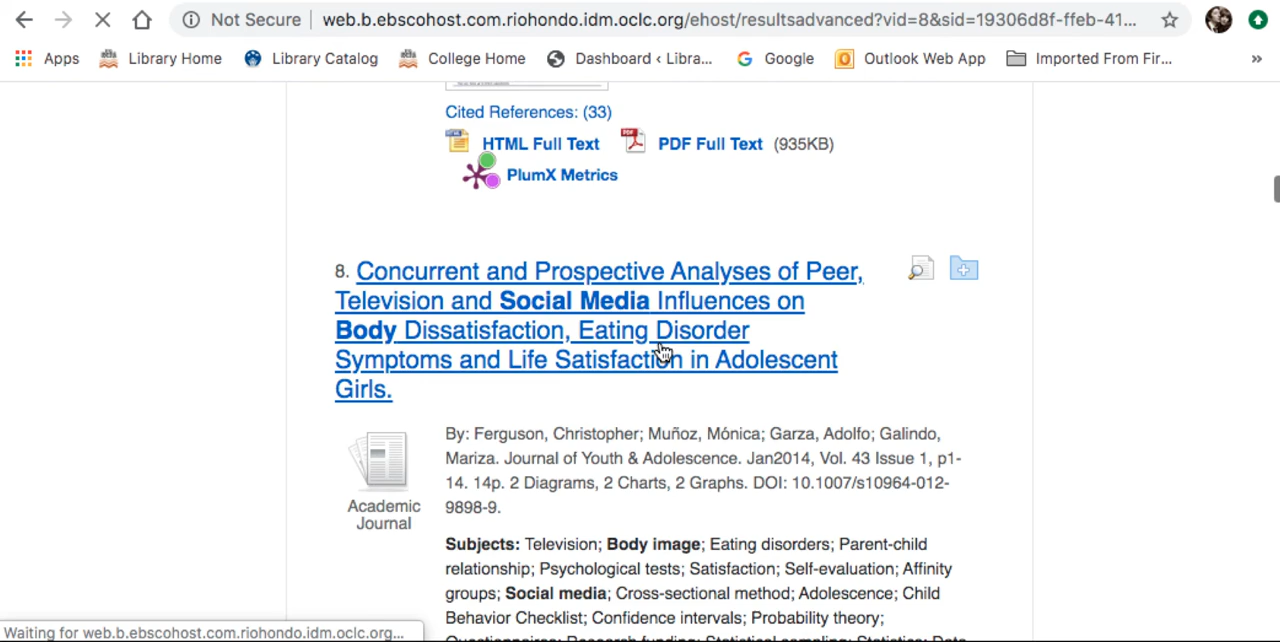 Not Secure | web.b.ebscohost.com.riohondo.idm.oclc.org/ehost/resultsadvanced?vid=8&sid=19306d8f-ffeb-41...
Apps Library Home Library Catalog College Home Dashboard ‹ Libra... Google Outlook Web App Imported From Fir... »
Cited References: (33)
HTML Full Text PDF Full Text (935KB)
PlumX Metrics
8. Concurrent and Prospective Analyses of Peer,
Television and Social Media Influences on
Body Dissatisfaction, Eating Disorder
Symptoms and Life Satisfaction in Adolescent
Girls.
By: Ferguson, Christopher; Muñoz, Mónica; Garza, Adolfo; Galindo,
Mariza. Journal of Youth & Adolescence. Jan2014, Vol. 43 Issue 1, p1-
14. 14p. 2 Diagrams, 2 Charts, 2 Graphs. DOI: 10.1007/s10964-012-
9898-9.
Academic
Journal
Subjects: Television; Body image; Eating disorders; Parent-child
relationship; Psychological tests; Satisfaction; Self-evaluation; Affinity
groups; Social media; Cross-sectional method; Adolescence; Child
Behavior Checklist; Confidence intervals; Probability theory;
Questionnaires; Research funding; Statistical sampling; Statistics; Data
Waiting for web.b.ebscohost.com.riohondo.idm.oclc.org...